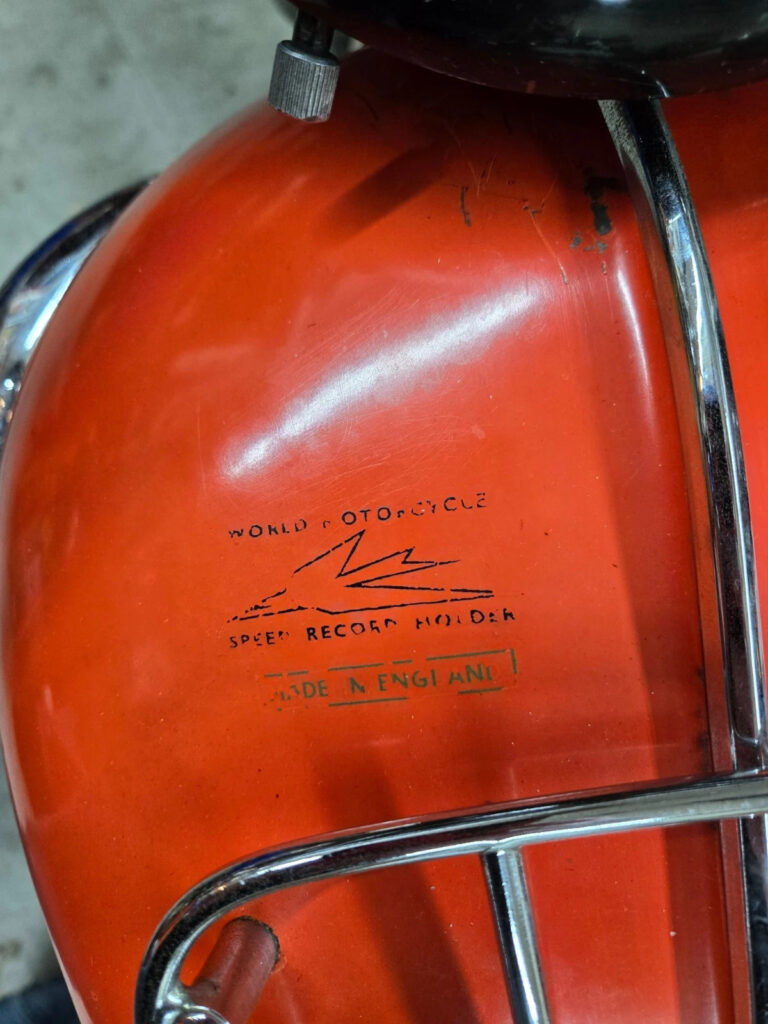 WORLD MOTORCYCLE
SPEED RECORD HOLDER
MADE IN ENGLAND